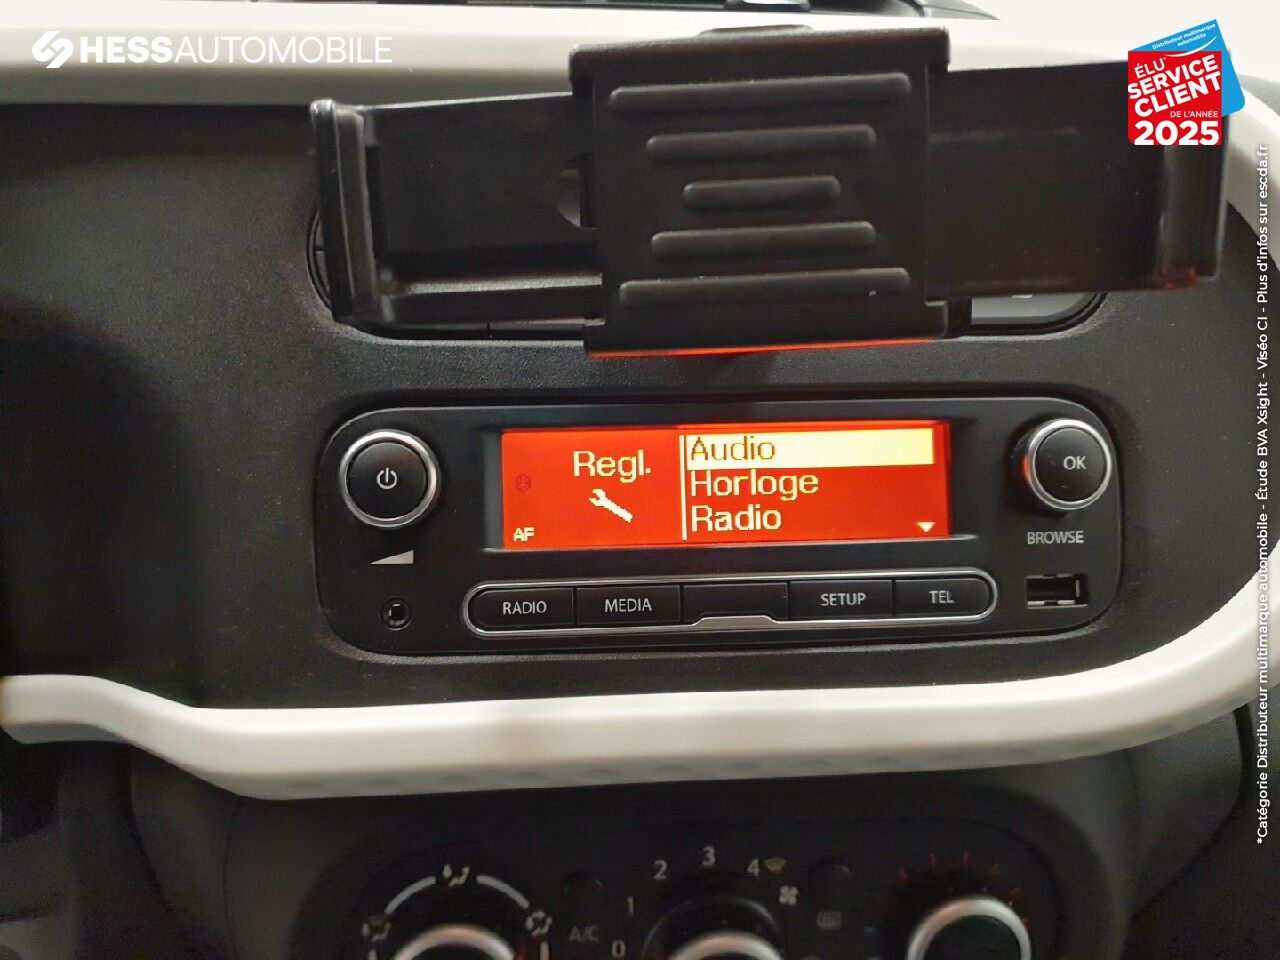 HESSAUTOMOBILE
Distributeur multimarque
automobile
ÉLU
SERVICE
CLIENT
DE L'ANNÉE
2025
*Catégorie Distributeur multimarque automobile - Étude BVA Xsight - Viséo CI - Plus d'infos sur escda.fr
Regl.
AF
Audio
Horloge
Radio
OK
BROWSE
RADIO
MEDIA
SETUP
TEL
0
1
2
3
4
A/C